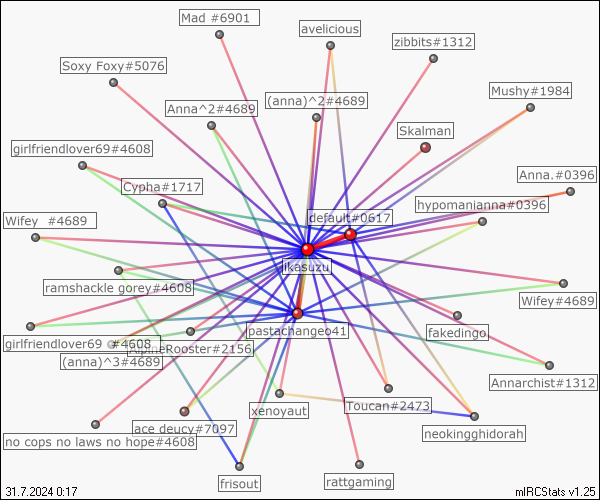 Mad #6901
avelicious
zibbits#1312
Soxy Foxy#5076
Mushy#1984
Anna^2#4689
(anna)^2#4689
Skalman
girlfriendlover69#4608
Anna.#0396
Cypha#1717
hypomanianna#0396
default#0617
Wifey #4689
jikasuzu
ramshackle gorey#4608
Wifey#4689
pastachange041
fakedingo
girlfriendlover69 #4608
AlpineRooster#2156
(anna)^3#4689
Annarchist#1312
xenoyaut
Toucan#2473
ace deucy#7097
neokingghidorah
no cops no laws no hope#4608
frisout
rattgaming
31.7.2024 0:17
mIRCStats v1.25